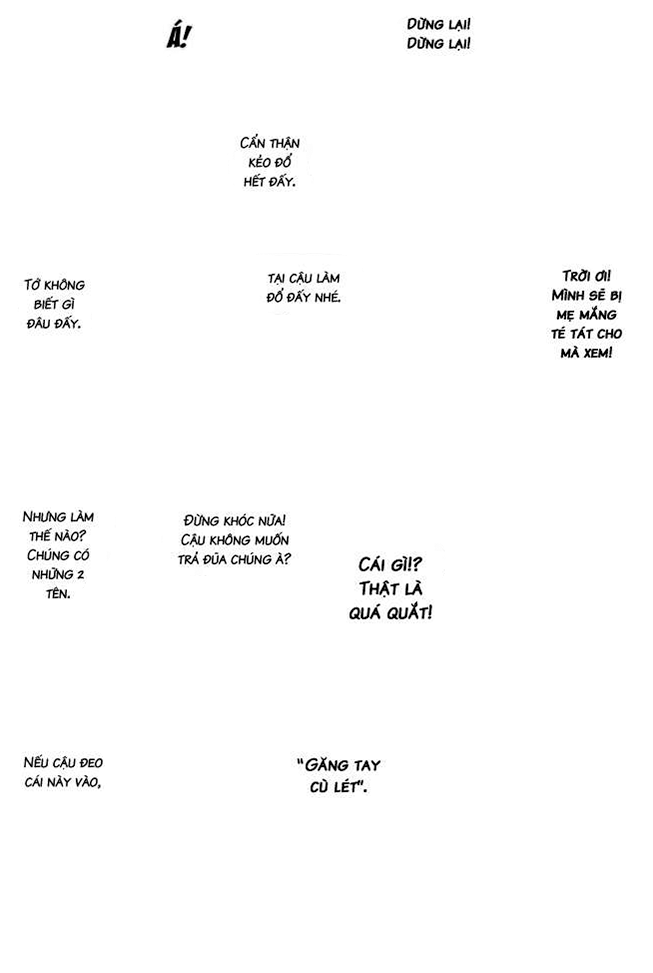 DỪNG LẠI!
DỪNG LẠI!
Á!
CẨN THẬN
KÉO ĐỔ
HẾT ĐẤY.
TRỜI ƠI!
MÌNH SẼ BỊ
MẸ MẮNG
TÉ TÁT CHO
MÀ XEM!
TẠI CẬU LÀM
ĐỔ ĐẤY NHÉ.
TỚ KHÔNG
BIẾT GÌ
ĐÂU ĐẤY.
CÁI GÌ!?
THẬT LÀ
QUÁ QUẮT!
ĐỪNG KHÓC NỮA!
CẬU KHÔNG MUỐN
TRẢ ĐŨA CHÚNG À?
NHƯNG LÀM
THẾ NÀO?
CHÚNG CÓ
NHỮNG 2
TÊN.
"GĂNG TAY
CÙ LÉT".
NẾU CẬU ĐEO
CÁI NÀY VÀO,